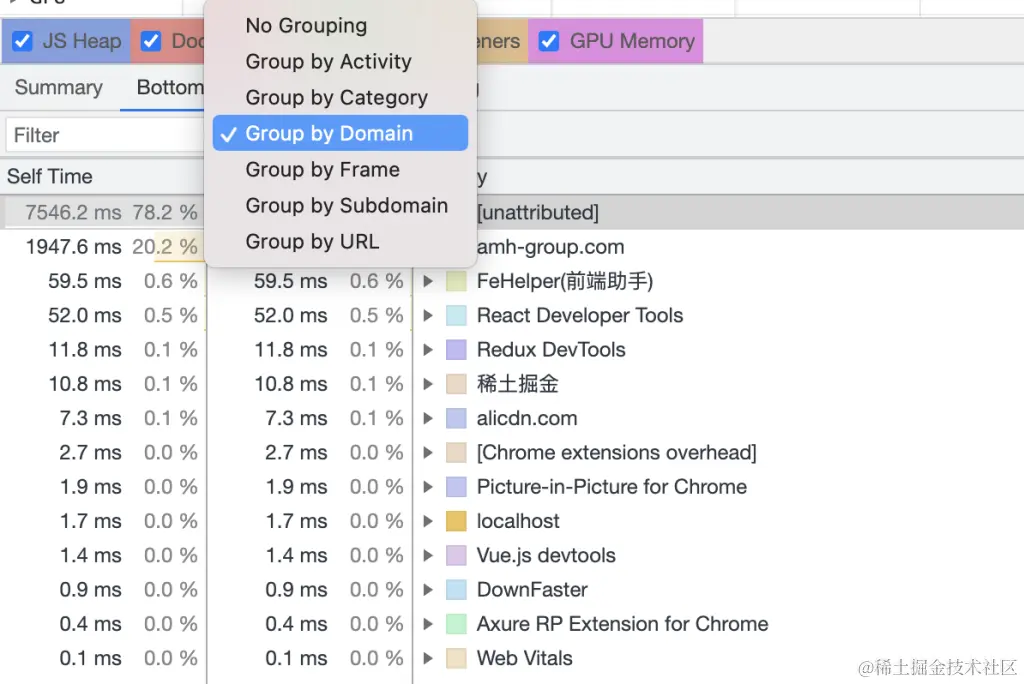 JS Heap Doc eners GPU Memory
Summary Bottom
Filter
No Grouping
Group by Activity
Group by Category
✓ Group by Domain
Group by Frame
Group by Subdomain
Group by URL
Self Time y
7546.2 ms 78.2 % [unattributed]
1947.6 ms 20.2 % amh-group.com
59.5 ms 0.6 % 59.5 ms 0.6 % FeHelper(前端助手)
52.0 ms 0.5 % 52.0 ms 0.5 % React Developer Tools
11.8 ms 0.1 % 11.8 ms 0.1 % Redux DevTools
10.8 ms 0.1 % 10.8 ms 0.1 % 稀土掘金
7.3 ms 0.1 % 7.3 ms 0.1 % alicdn.com
2.7 ms 0.0 % 2.7 ms 0.0 % [Chrome extensions overhead]
1.9 ms 0.0 % 1.9 ms 0.0 % Picture-in-Picture for Chrome
1.7 ms 0.0 % 1.7 ms 0.0 % localhost
1.4 ms 0.0 % 1.4 ms 0.0 % Vue.js devtools
0.9 ms 0.0 % 0.9 ms 0.0 % DownFaster
0.4 ms 0.0 % 0.4 ms 0.0 % Axure RP Extension for Chrome
0.1 ms 0.0 % 0.1 ms 0.0 % Web Vitals
@稀土掘金技术社区